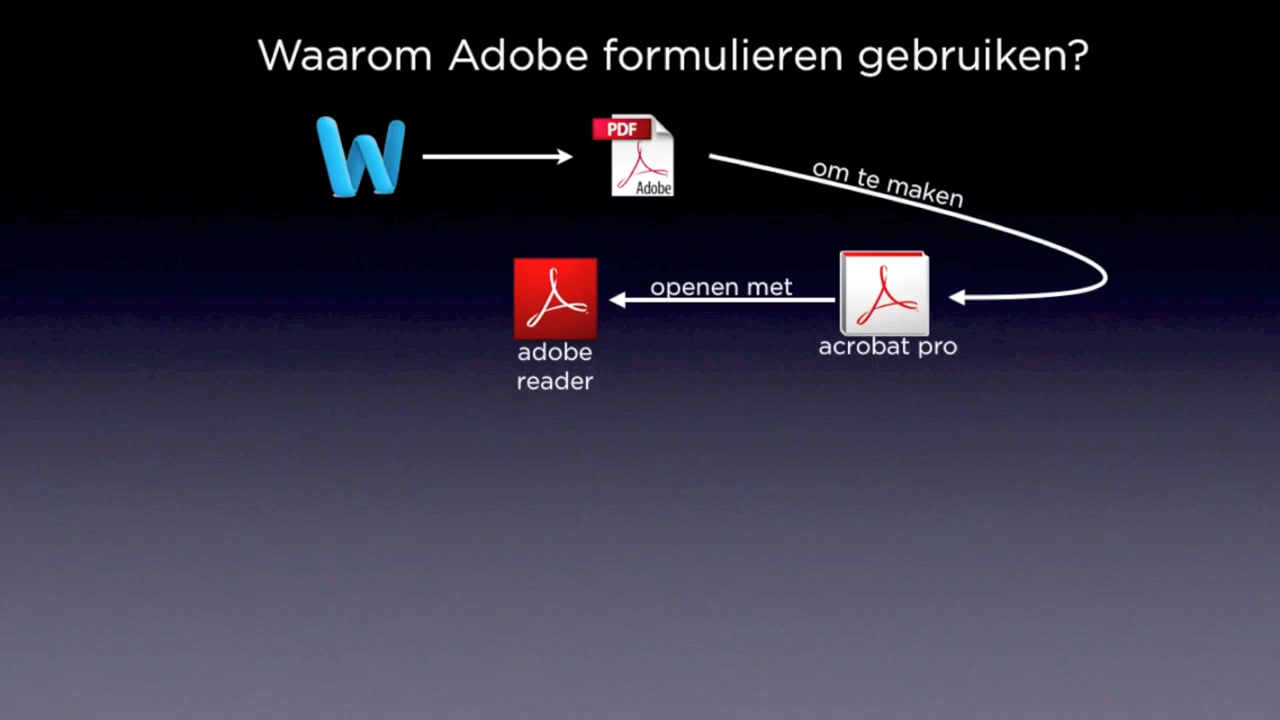 Waarom Adobe formulieren gebruiken?
PDF
Adobe
om te maken
openen met
acrobat pro
adobe
reader